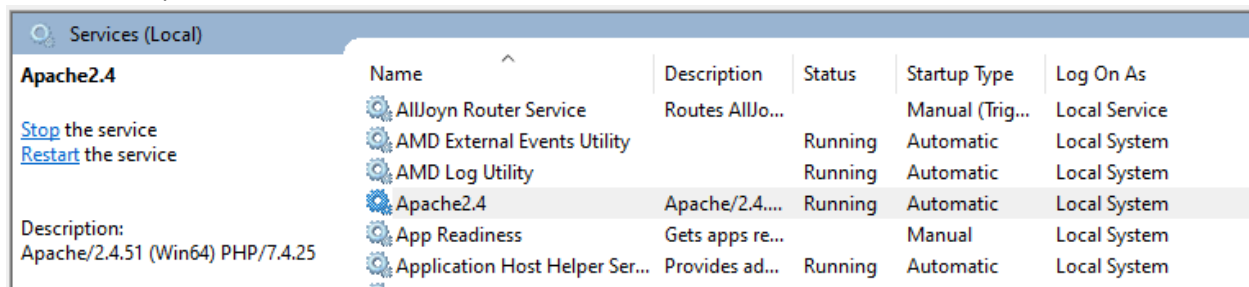 Services (Local)
Apache2.4
Stop the service
Restart the service
Description:
Apache/2.4.51 (Win64) PHP/7.4.25
Name Description Status Startup Type Log On As
AllJoyn Router Service Routes AllJo... Manual (Trig... Local Service
AMD External Events Utility Running Automatic Local System
AMD Log Utility Running Automatic Local System
Apache2.4 Apache/2.4.... Running Automatic Local System
App Readiness Gets apps re... Manual Local System
Application Host Helper Ser... Provides ad... Running Automatic Local System